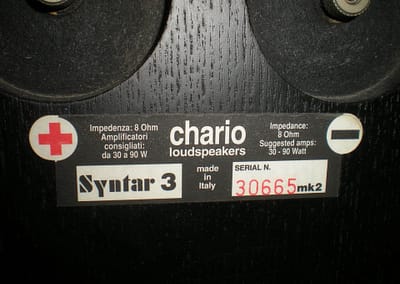 Impedenza: 8 Ohm
Amplificatori
consigliati:
da 30 a 90 W
chario
loudspeakers
Impedance:
8 Ohm
Suggested amps:
30 - 90 Watt
Syntar 3
made
in
Italy
SERIAL N.
30665 mk2